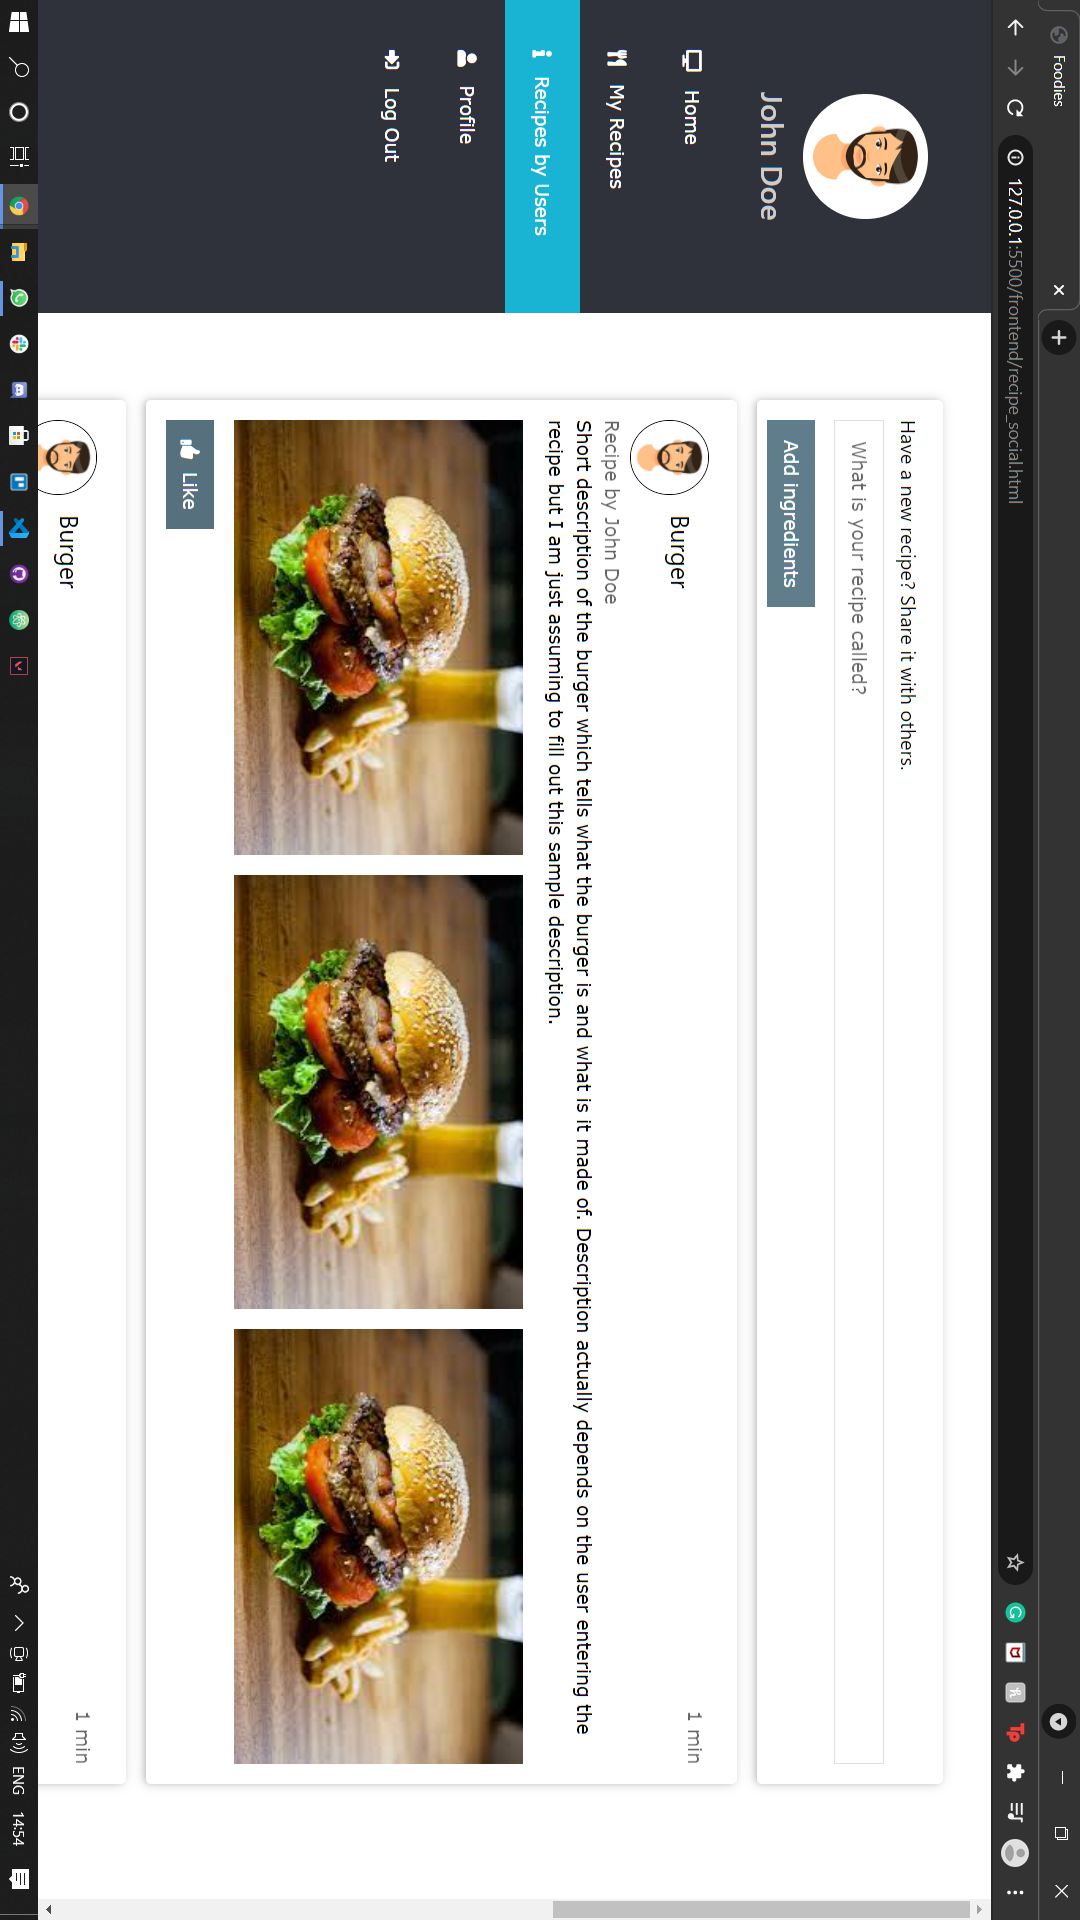 Foodies
127.0.0.1:5500/frontend/recipe_social.html
John Doe
Home
My Recipes
Recipes by Users
Profile
Log Out
Have a new recipe? Share it with others.
What is your recipe called?
Add ingredients
Burger
1 min
Recipe by John Doe
Short description of the burger which tells what the burger is and what is it made of. Description actually depends on the user entering the
recipe but I am just assuming to fill out this sample description.
Like
Burger
1 min
ENG
14:54